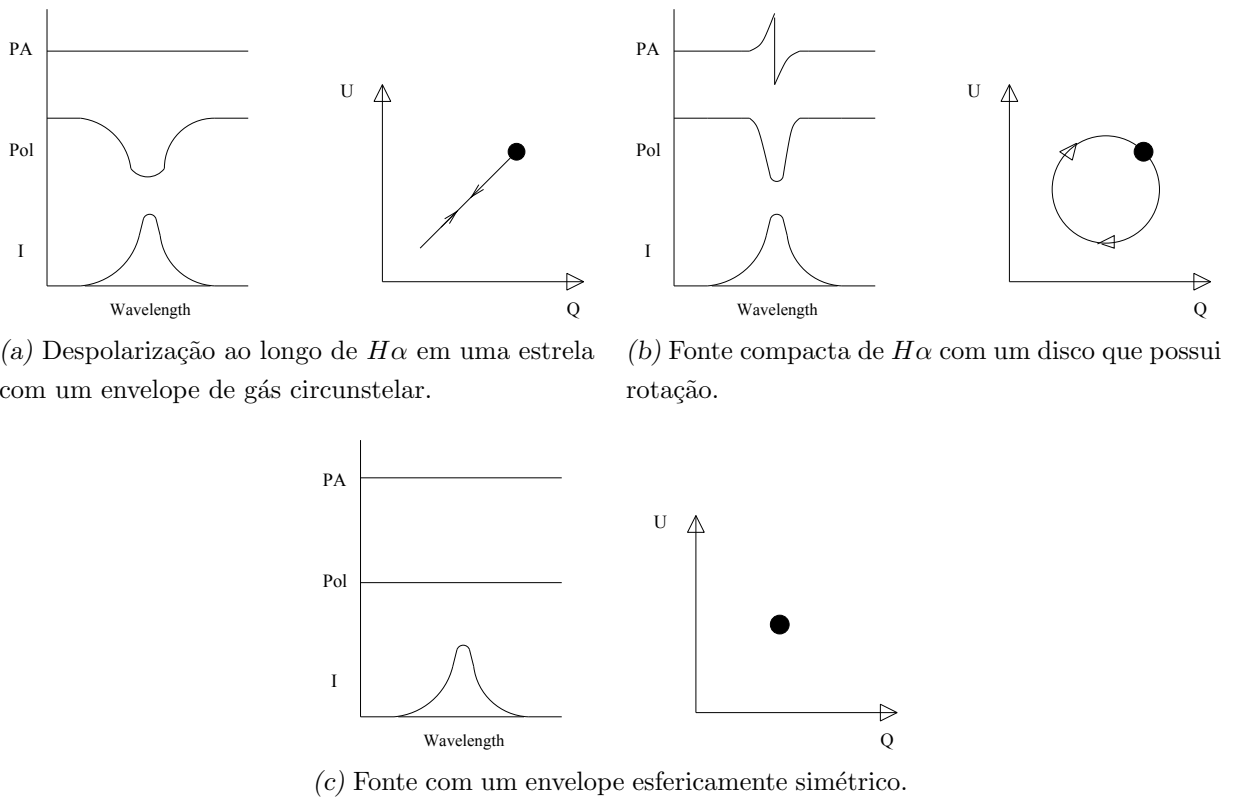 PA
Pol
I
Wavelength
U
Q
(a) Despolarização ao longo de Hα em uma estrela
com um envelope de gás circunstelar.
PA
Pol
I
Wavelength
U
Q
(b) Fonte compacta de Hα com um disco que possui
rotação.
PA
Pol
I
Wavelength
U
Q
(c) Fonte com um envelope esfericamente simétrico.